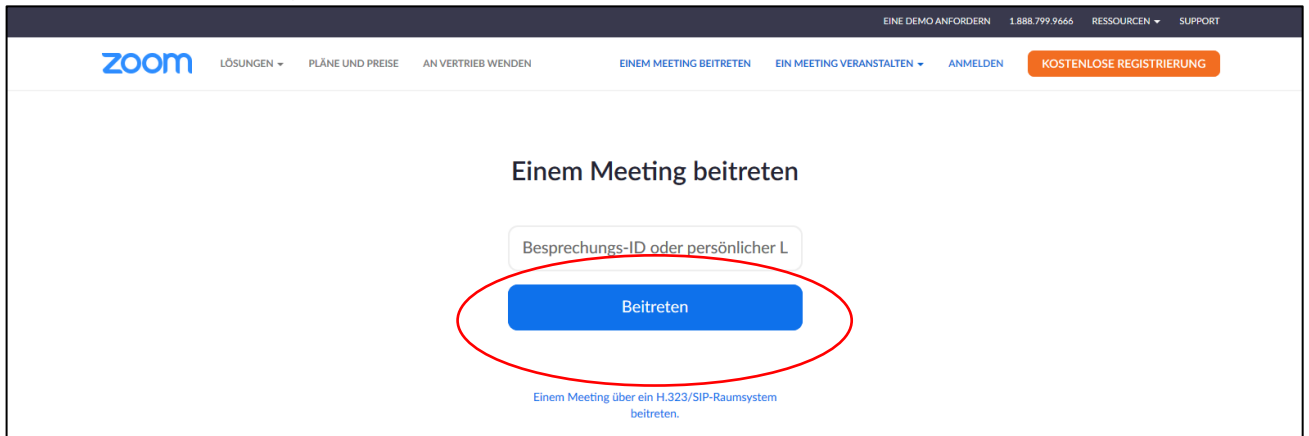 EINE DEMO ANFORDERN 1.888.799.9666 RESSOURCEN SUPPORT
zoom LÖSUNGEN PLÄNE UND PREISE AN VERTRIEB WENDEN EINEM MEETING BEITRETEN EIN MEETING VERANSTALTEN ANMELDEN KOSTENLOSE REGISTRIERUNG
Einem Meeting beitreten
Besprechungs-ID oder persönlicher L
Beitreten
Einem Meeting über ein H.323/SIP-Raumsystem
beitreten.